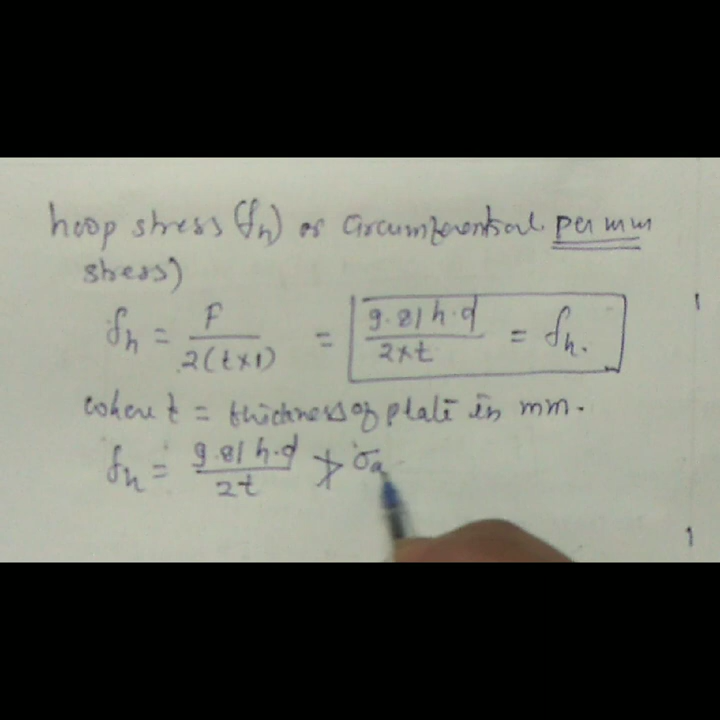 hoop stress (fh) or Circumferential per mm
stress)
fh = F / 2(t×1) = 9.81 h.d / 2×t = fh.
where t = thickness of plate in mm.
fh = 9.81 h.d / 2t ≯ σa